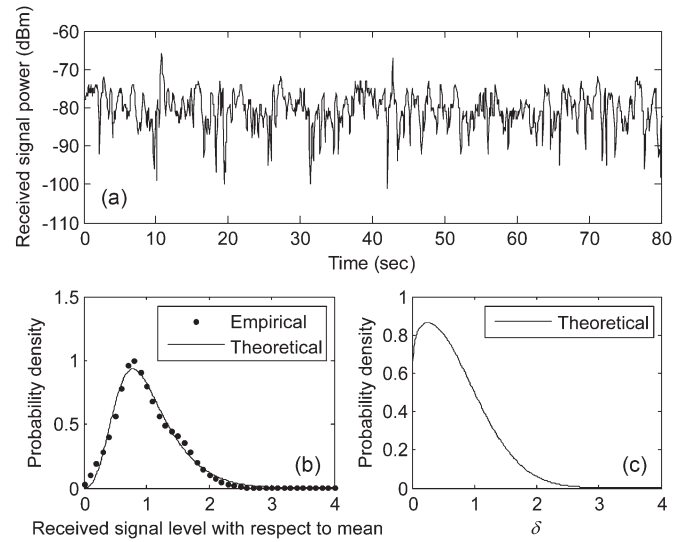 Received signal power (dBm)
-60
-70
-80
-90
-100
-110
(a)
0 10 20 30 40 50 60 70 80
Time (sec)
Probability density
1.5
1
0.5
0
Empirical
Theoretical
(b)
0 1 2 3 4
Received signal level with respect to mean
Probability density
1
0.8
0.6
0.4
0.2
0
Theoretical
(c)
0 1 2 3 4
δ